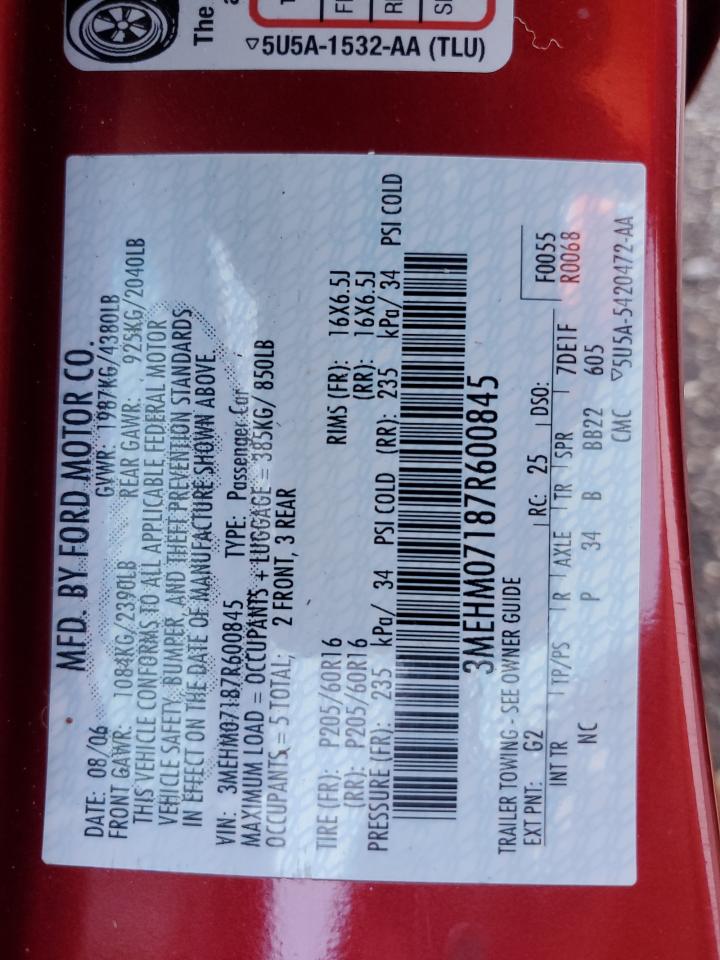 The
5U5A-1532-AA (TLU)
MFD. BY FORD MOTOR CO.
DATE: 08/06 GVWR: 1987KG/4380LB
FRONT GAWR: 1084KG/2390LB REAR GAWR: 925KG/2040LB
THIS VEHICLE CONFORMS TO ALL APPLICABLE FEDERAL MOTOR
VEHICLE SAFETY, BUMPER, AND THEFT PREVENTION STANDARDS
IN EFFECT ON THE DATE OF MANUFACTURE SHOWN ABOVE.
VIN: 3MEHM07187R600845 TYPE: Passenger Car
MAXIMUM LOAD = OCCUPANTS + LUGGAGE = 385KG/ 850LB
OCCUPANTS = 5 TOTAL, 2 FRONT, 3 REAR
TIRE (FR): P205/60R16 RIMS (FR): 16X6.5J
(RR): P205/60R16 (RR): 16X6.5J
PRESSURE (FR): 235 kPa/ 34 PSI COLD (RR): 235 kPa/ 34 PSI COLD
3MEHM07187R600845
TRAILER TOWING - SEE OWNER GUIDE
EXT PNT: G2 RC: 25 DSO: F0055
R0068
INT TR TP/PS R AXLE TR SPR 7DE1F
NC P 34 B BB22 605
CMC ▽5U5A-5420472-AA